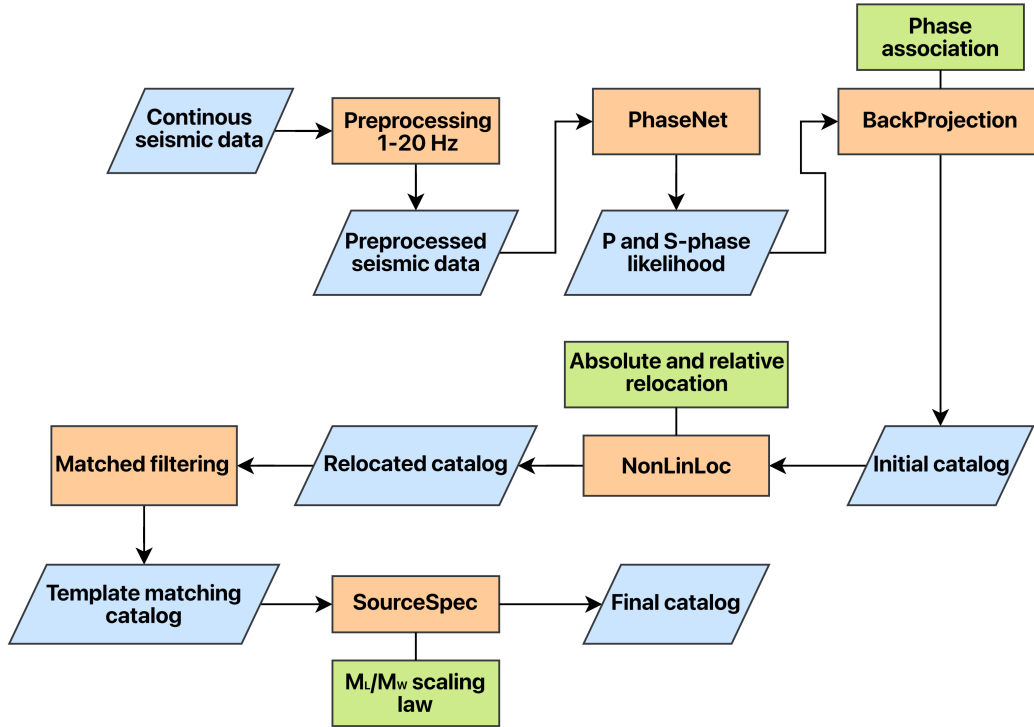 Phase
association
Continous
seismic data
Preprocessing
1-20 Hz
PhaseNet
BackProjection
Preprocessed
seismic data
P and S-phase
likelihood
Absolute and relative
relocation
Matched filtering
Relocated catalog
NonLinLoc
Initial catalog
Template matching
catalog
SourceSpec
Final catalog
ML/MW scaling
law